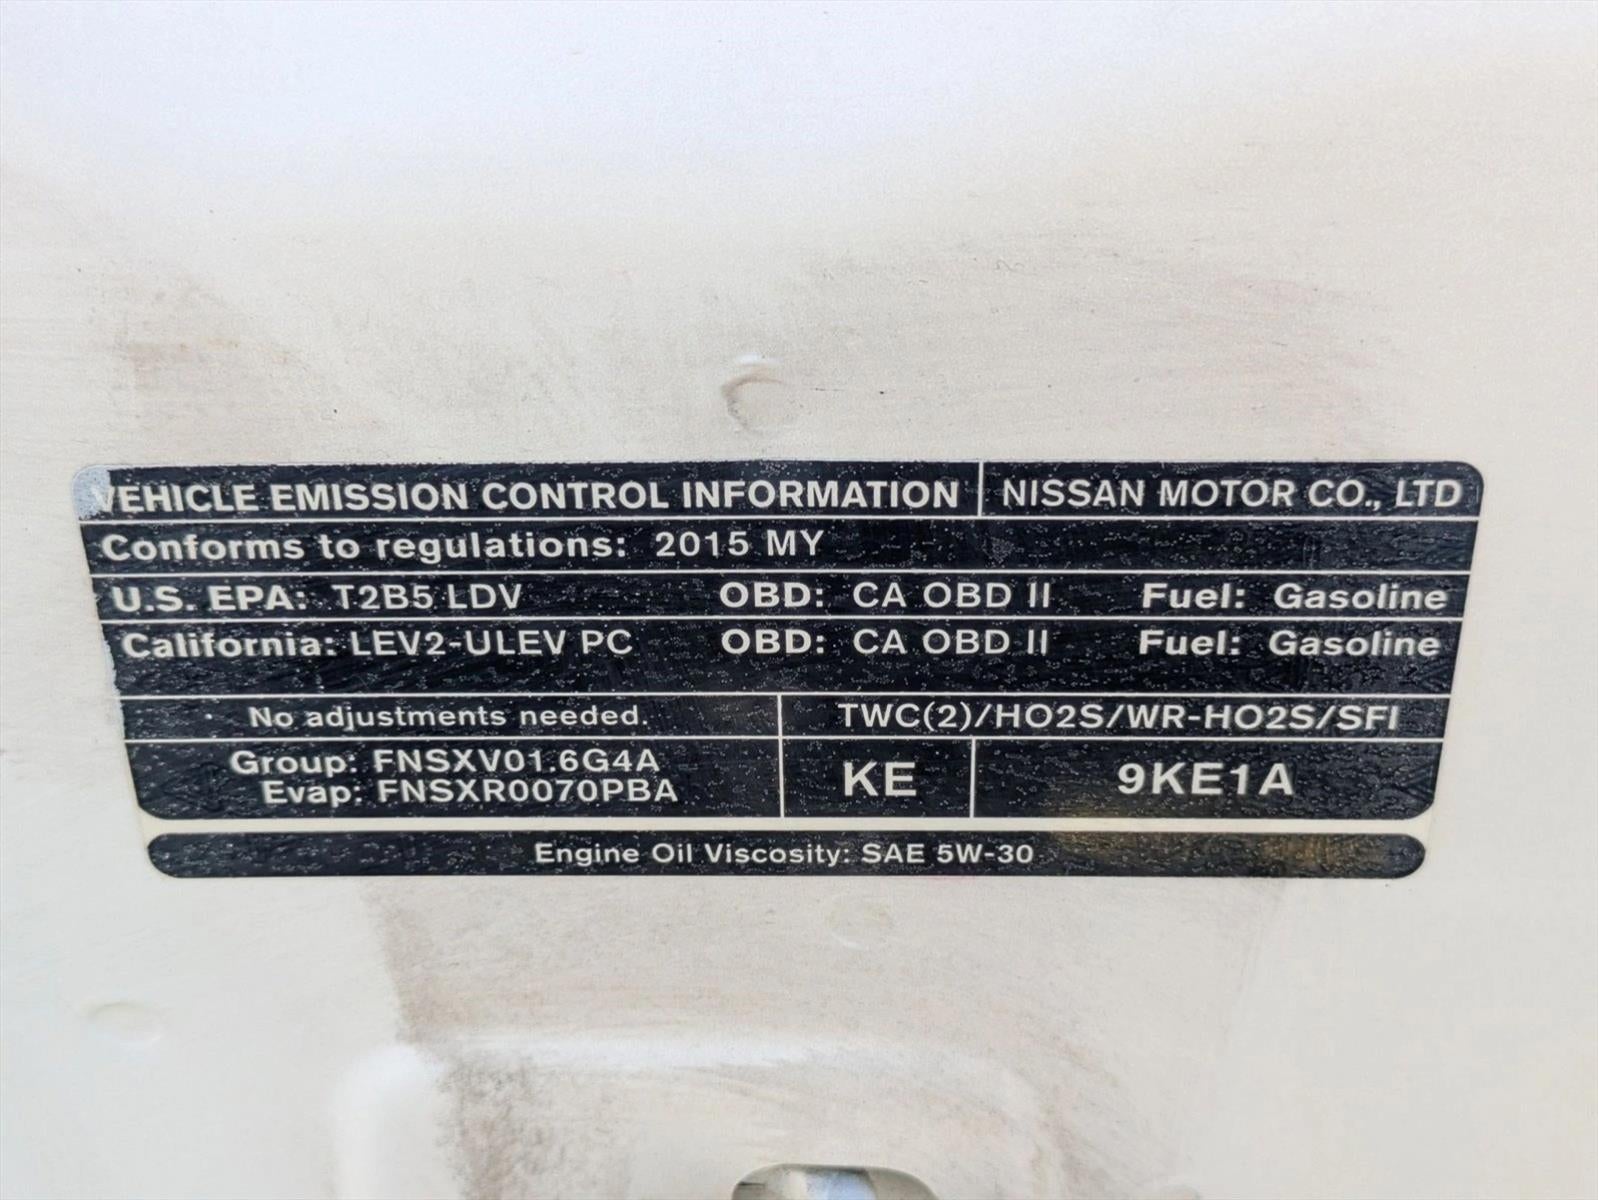 VEHICLE EMISSION CONTROL INFORMATION NISSAN MOTOR CO., LTD
Conforms to regulations: 2015 MY
U.S. EPA: T2B5 LDV OBD: CA OBD II Fuel: Gasoline
California: LEV2-ULEV PC OBD: CA OBD II Fuel: Gasoline
No adjustments needed. TWC(2)/HO2S/WR-HO2S/SFI
Group: FNSXV01.6G4A
Evap: FNSXR0070PBA
KE 9KE1A
Engine Oil Viscosity: SAE 5W-30